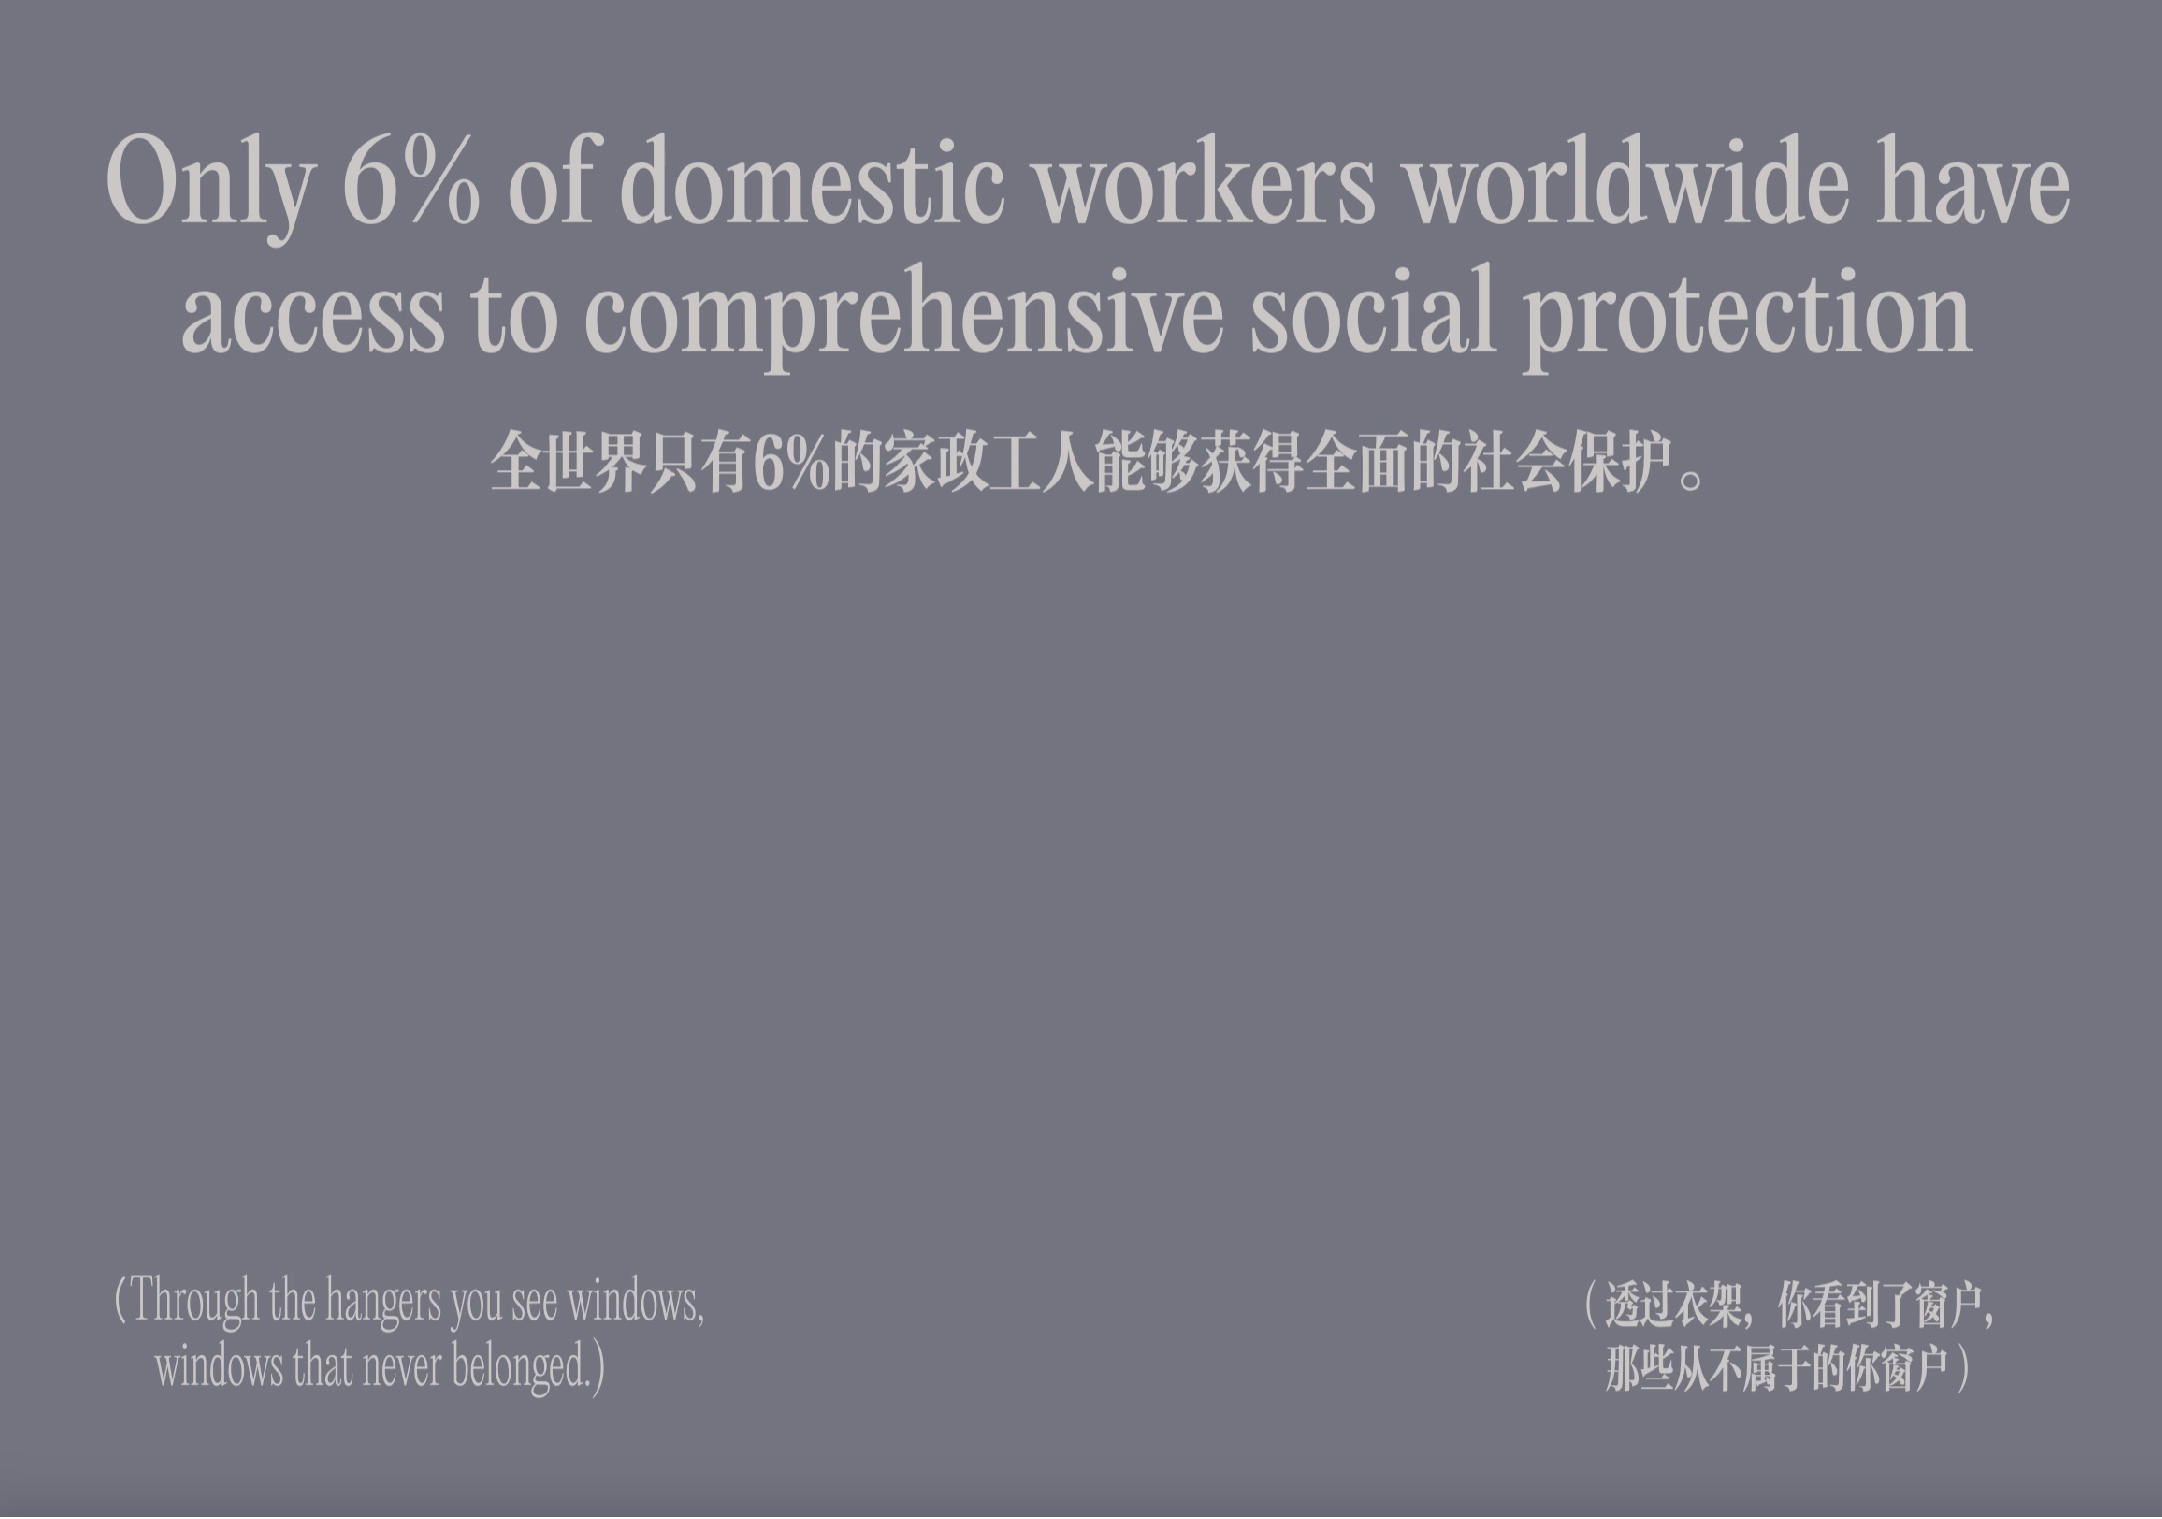 Only 6% of domestic workers worldwide have
access to comprehensive social protection
全世界只有6%的家政工人能够获得全面的社会保护。
(Through the hangers you see windows,
windows that never belonged.)
（透过衣架，你看到了窗户，
那些从不属于的你窗户）